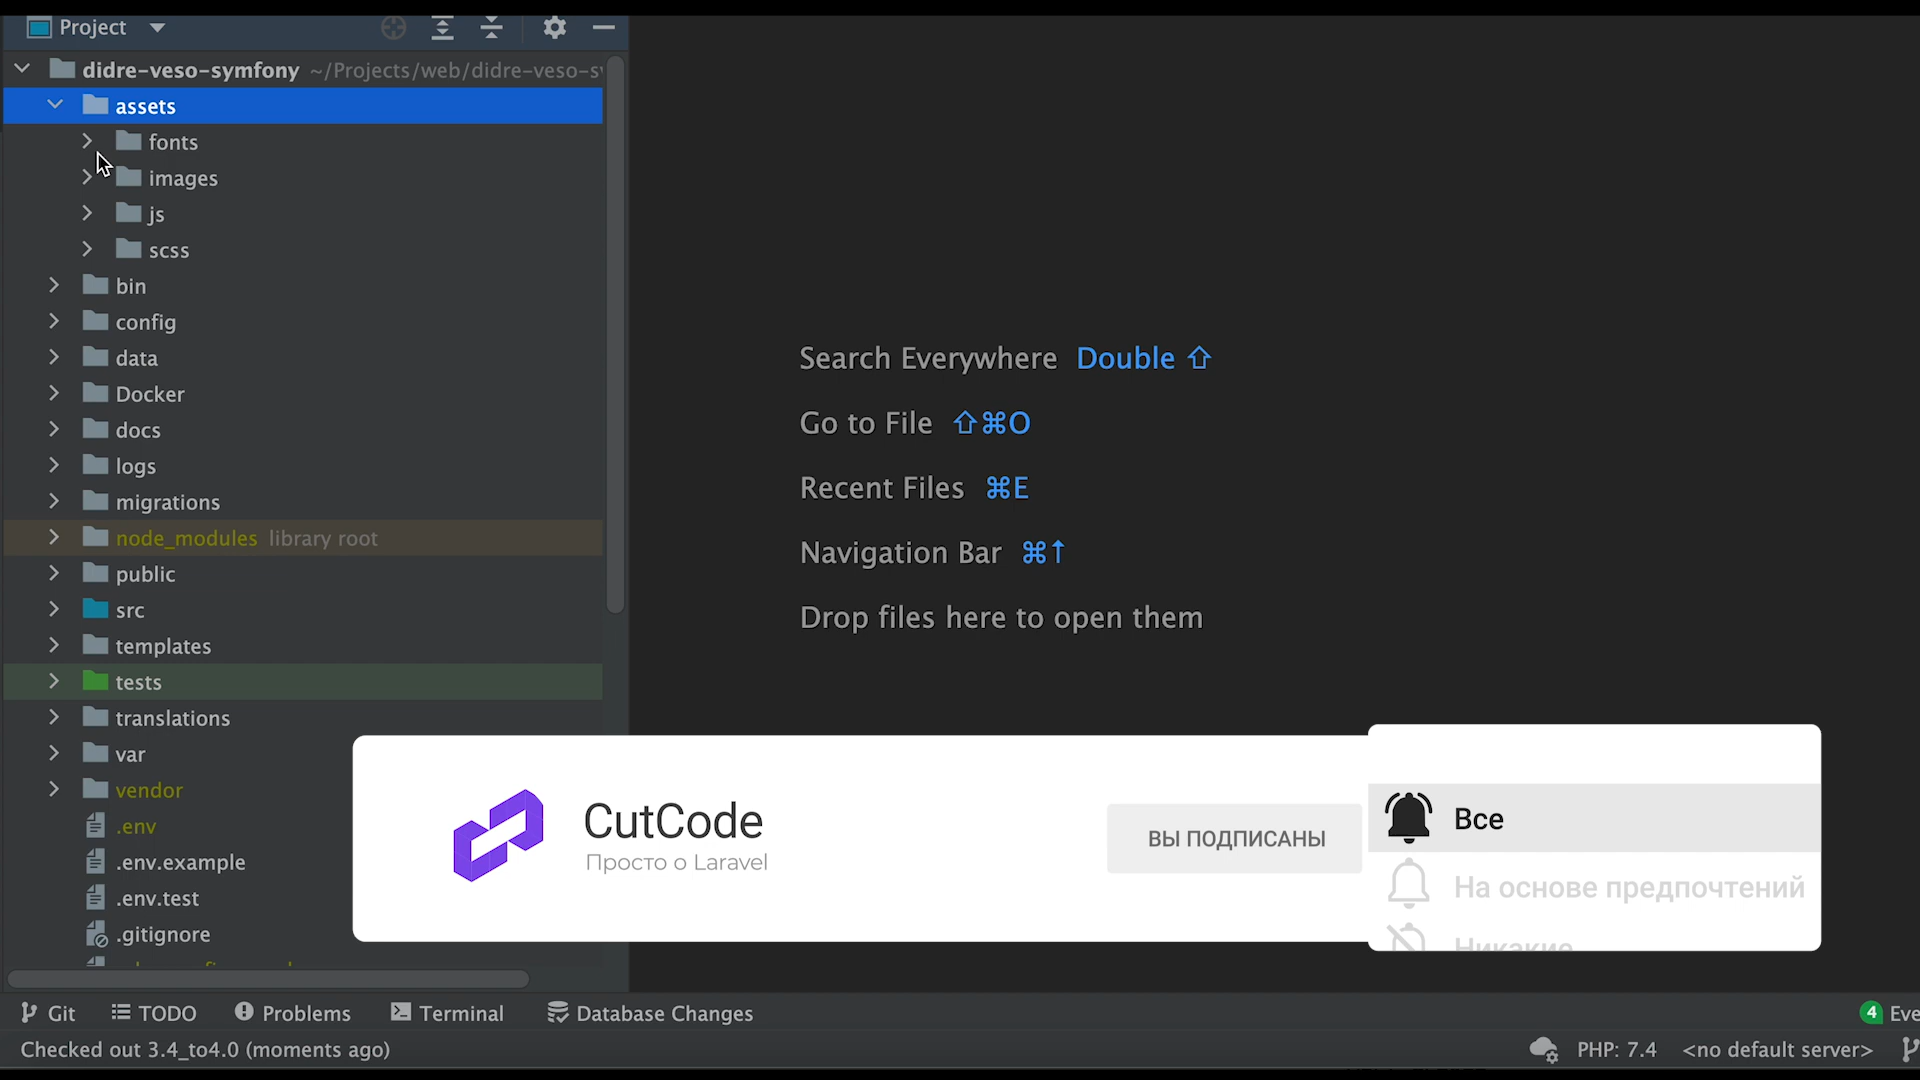 Project
didre-veso-symfony ~/Projects/web/didre-veso-s
assets
fonts
images
js
scss
bin
config
data
Docker
docs
logs
migrations
node_modules library root
public
src
templates
tests
translations
var
vendor
.env
.env.example
.env.test
.gitignore
Search Everywhere Double ⇧
Go to File ⇧⌘O
Recent Files ⌘E
Navigation Bar ⌘↑
Drop files here to open them
CutCode
Просто о Laravel
ВЫ ПОДПИСАНЫ
Все
На основе предпочтений
Никакие
Git TODO Problems Terminal Database Changes
4 Eve
Checked out 3.4_to4.0 (moments ago)
PHP: 7.4 <no default server>